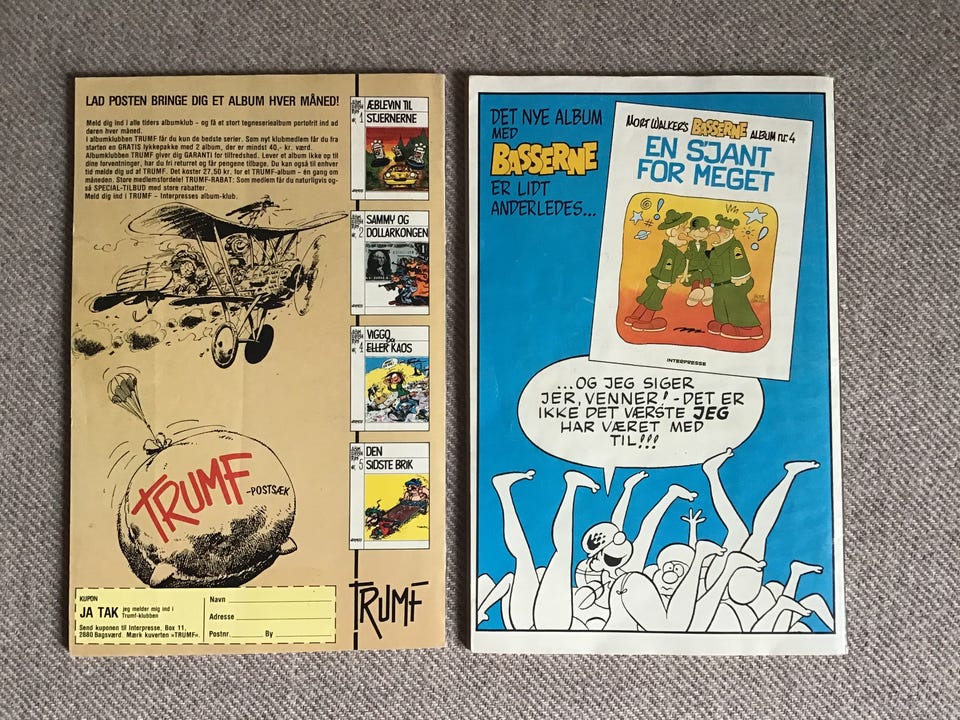 LAD POSTEN BRINGE DIG ET ALBUM HVER MÅNED!
Meld dig ind i alle tiders albumklub - og få et stort tegneseriealbum portofrit ind ad
døren hver måned.
I albumklubben TRUMF får du kun de bedste serier. Som nyt klubmedlem får du fra
starten en GRATIS lykkepakke med 2 album, der er mindst 40,- kr. værd.
Albumklubben TRUMF giver dig GARANTI for tilfredshed. Lever et album ikke op til
dine forventninger, har du fri returret og får pengene tilbage. Du kan også til enhver
tid melde dig ud af TRUMF. Det koster 27,50 kr. for et TRUMF-album - én gang om
måneden. Store medlemsfordele! TRUMF-RABAT: Som medlem får du naturligvis og-
så SPECIAL-TILBUD med store rabatter.
Meld dig ind i TRUMF - Interpresses album-klub.
TRUMF
-POSTSÆK
KUPON
JA TAK jeg melder mig ind i
Trumf-klubben
Send kuponen til Interpresse, Box 11,
2880 Bagsværd. Mærk kuverten »TRUMF«.
Navn
Adresse
Postnr. By
nr. 1
ÆBLEVIN TIL
STJERNERNE
nr. 2
SAMMY OG
DOLLARKONGEN
nr. 4
VIGGO
og
ELLER KAOS
nr. 5
DEN
SIDSTE BRIK
TRUMF
DET NYE ALBUM
MED
BASSERNE
ER LIDT
ANDERLEDES...
MORT WALKER'S BASSERNE ALBUM nr. 4
EN S'JANT
FOR MEGET
INTERPRESSE
...OG JEG SIGER
JER, VENNER! - DET ER
IKKE DET VÆRSTE JEG
HAR VÆRET MED
TIL!!!